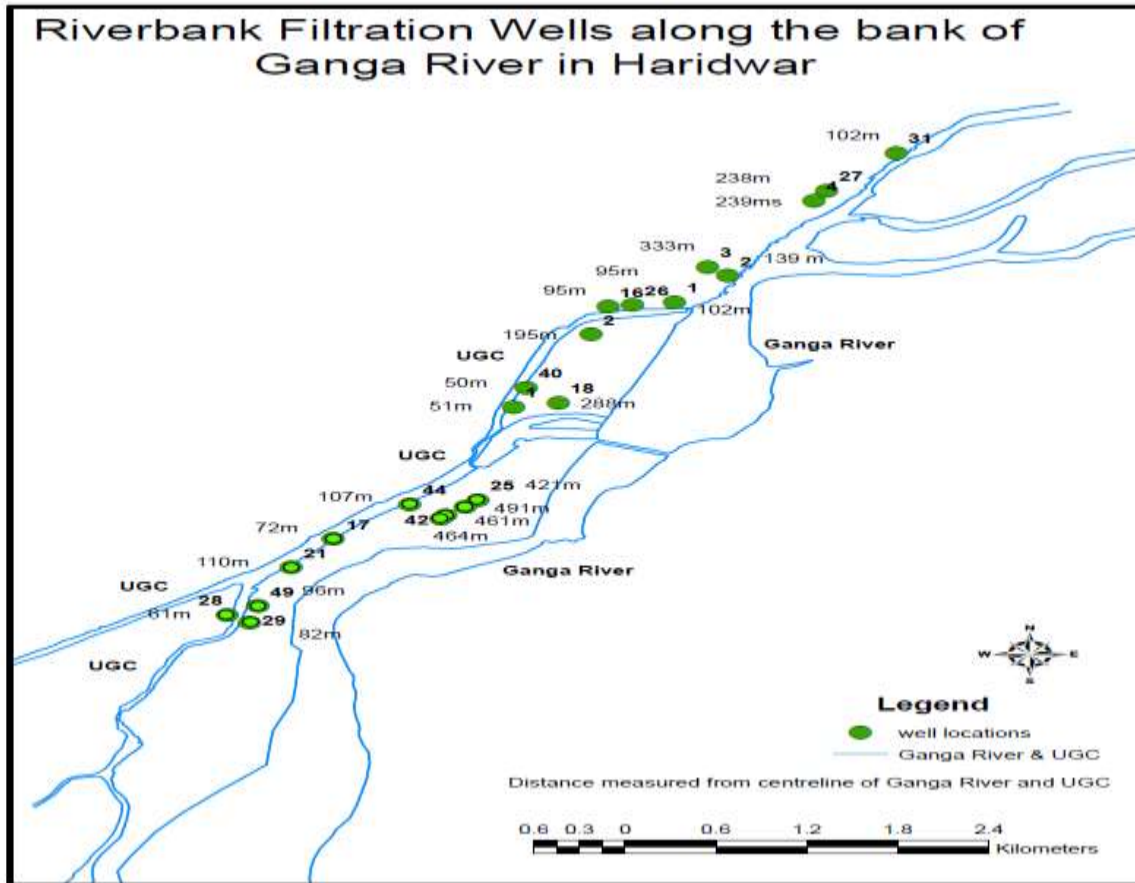 Riverbank Filtration Wells along the bank of
Ganga River in Haridwar
102m
31
238m
27
4
239ms
333m
3
2
139 m
95m
95m
16
26
1
102m
2
195m
UGC
Ganga River
50m
40
1
18
51m
288m
UGC
107m
44
25
421m
491m
42
461m
464m
72m
17
110m
21
Ganga River
UGC
28
49
96m
61m
29
82m
UGC
N
W
E
S
Legend
well locations
Ganga River & UGC
Distance measured from centreline of Ganga River and UGC
0.6 0.3 0 0.6 1.2 1.8 2.4
Kilometers